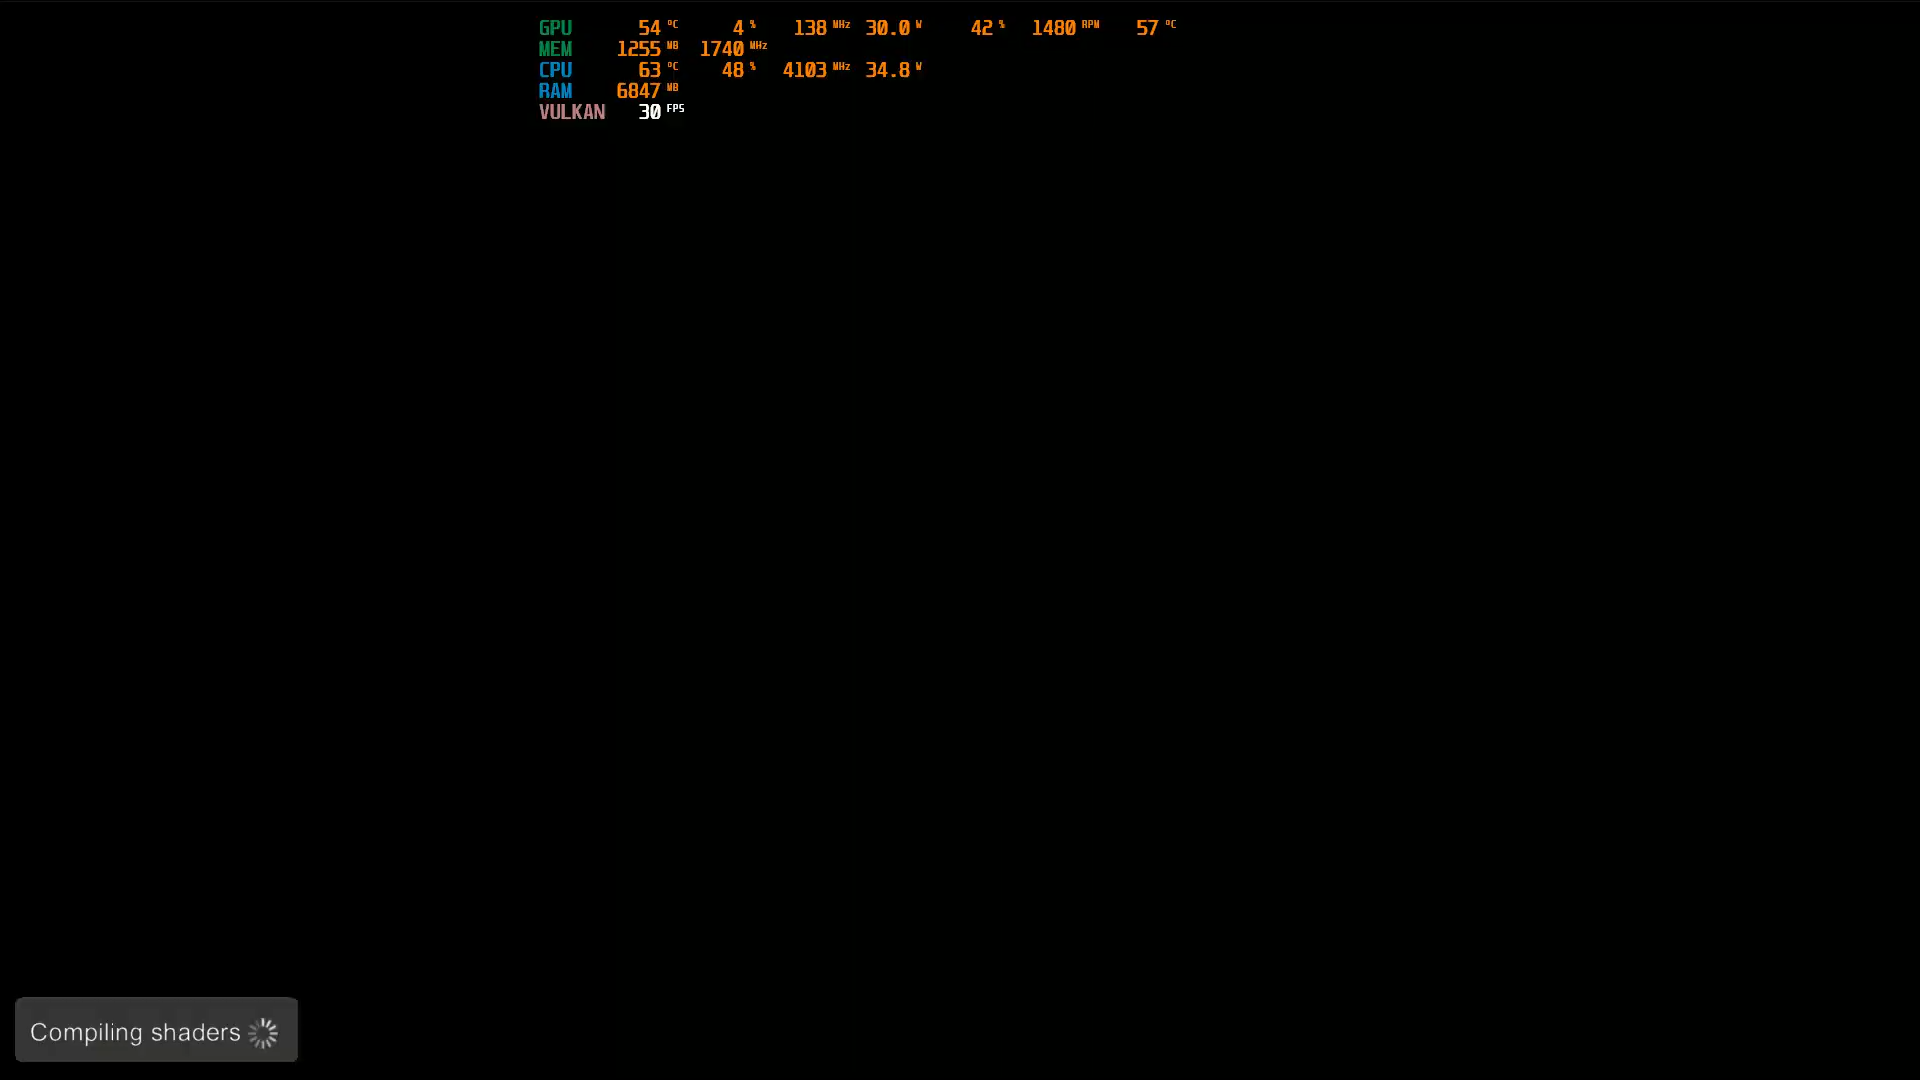 GPU 54 °C 4 % 138 MHz 30.0 W 42 % 1480 RPM 57 °C
MEM 1255 MB 1740 MHz
CPU 63 °C 48 % 4103 MHz 34.8 W
RAM 6847 MB
VULKAN 30 FPS
Compiling shaders